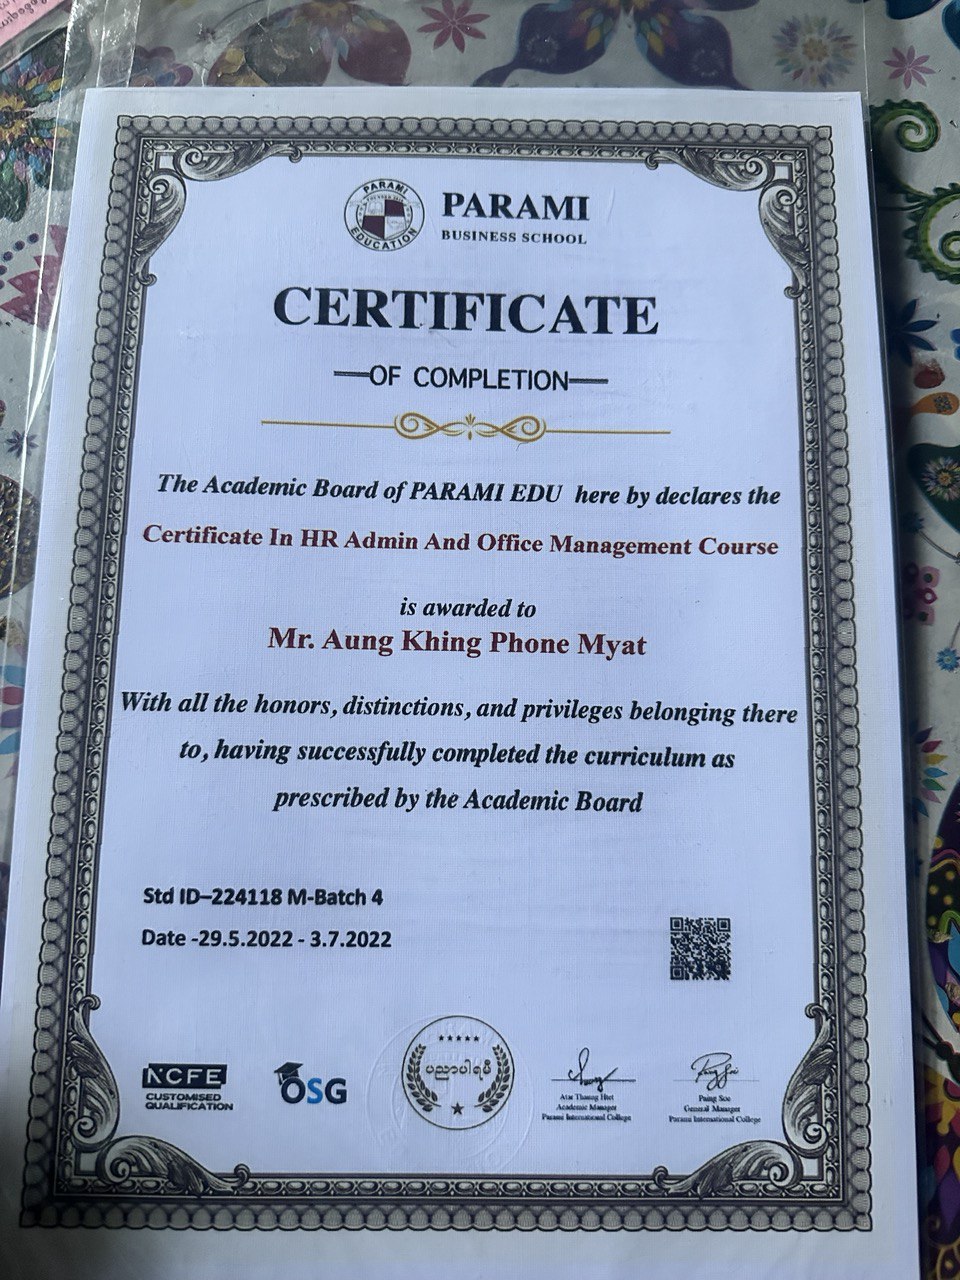 PARAMI
EDUCATION
PARAMI
BUSINESS SCHOOL
CERTIFICATE
OF COMPLETION
The Academic Board of PARAMI EDU here by declares the
Certificate In HR Admin And Office Management Course
is awarded to
Mr. Aung Khing Phone Myat
With all the honors, distinctions, and privileges belonging there
to, having successfully completed the curriculum as
prescribed by the Academic Board
Std ID–224118 M-Batch 4
Date -29.5.2022 - 3.7.2022
NCFE
CUSTOMISED
QUALIFICATION
OSG
ပညာပါရမီ
Atar Thaung Htet
Academic Manager
Parami International College
Paing Soe
General Manager
Parami International College